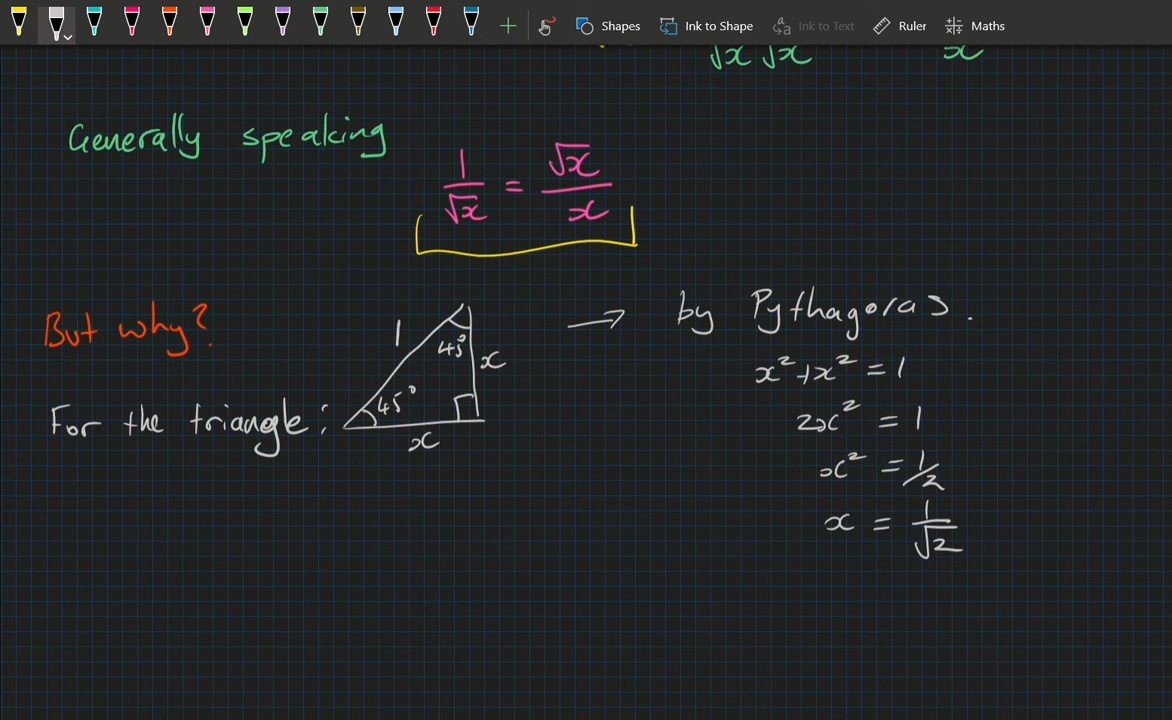 Shapes Ink to Shape Ink to Text Ruler Maths
√x √x x
Generally speaking
1/√x = √x/x
But why?
For the triangle:
1
45°
x
45°
x
→ by Pythagoras.
x² + x² = 1
2x² = 1
x² = 1/2
x = 1/√2